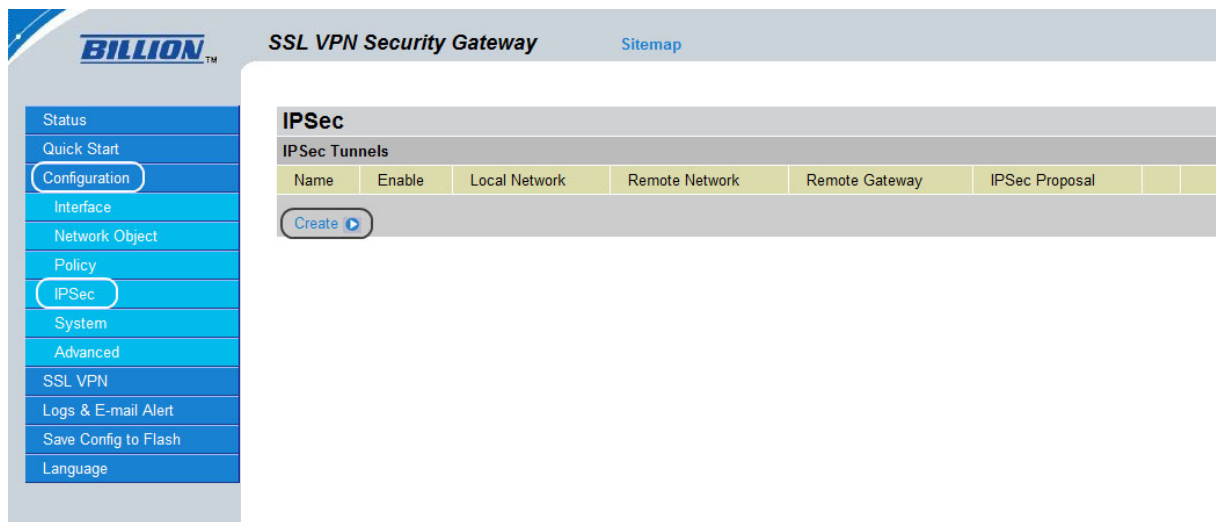 BILLION TM
SSL VPN Security Gateway Sitemap
Status
Quick Start
Configuration
Interface
Network Object
Policy
IPSec
System
Advanced
SSL VPN
Logs & E-mail Alert
Save Config to Flash
Language
IPSec
IPSec Tunnels
Name Enable Local Network Remote Network Remote Gateway IPSec Proposal
Create